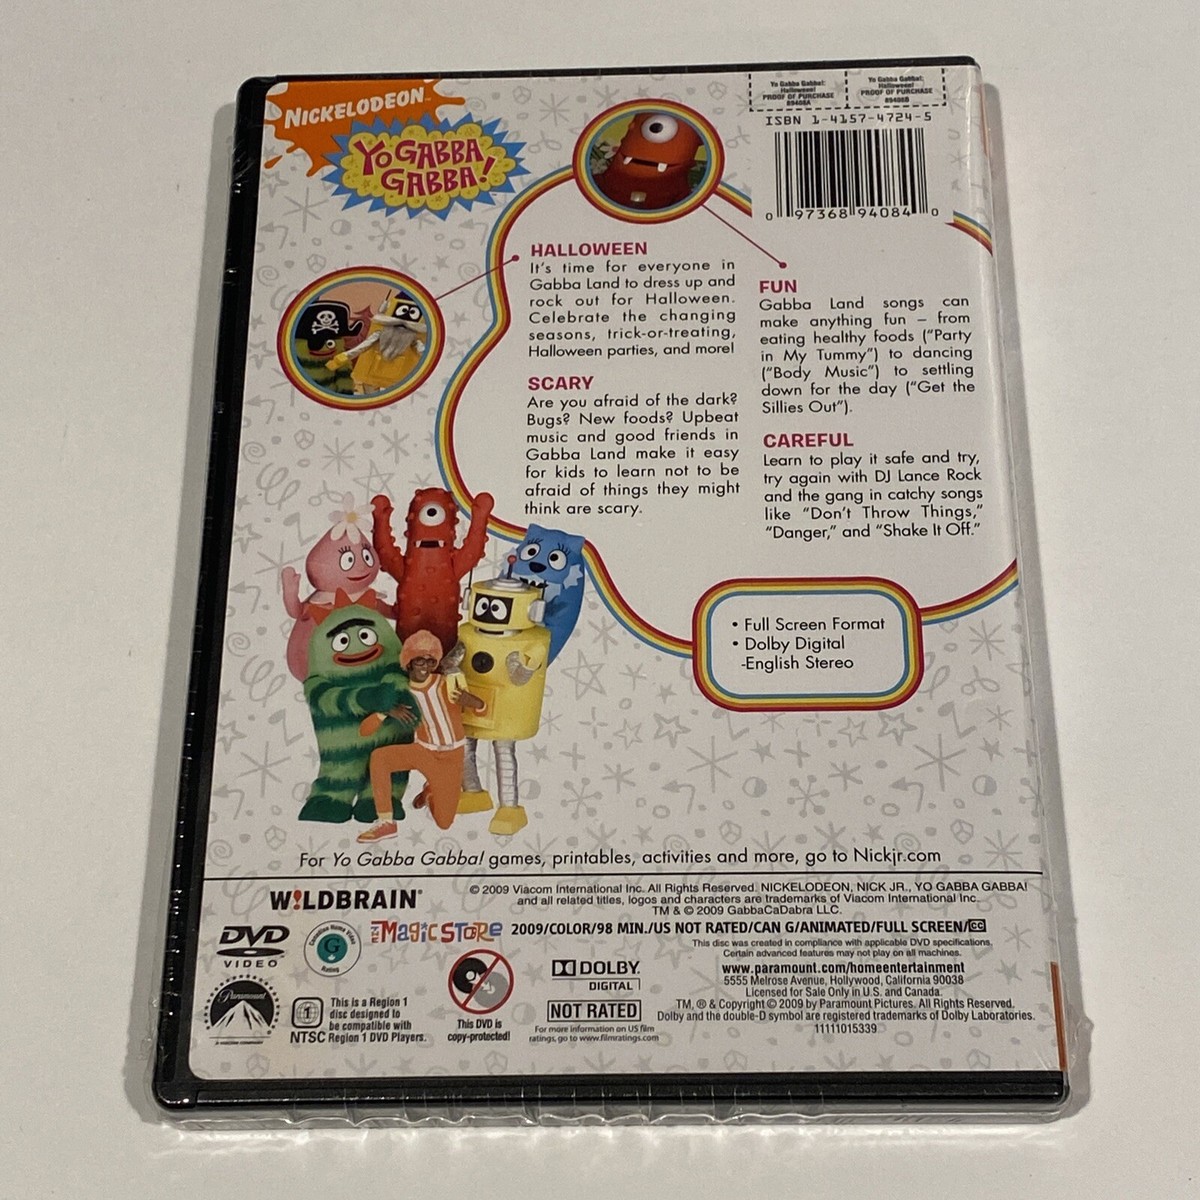 NICKELODEON
YO GABBA
GABBA!
Yo Gabba Gabba!:
Halloween!
PROOF OF PURCHASE
89408A
Yo Gabba Gabba!:
Halloween!
PROOF OF PURCHASE
89408B
ISBN 1-4157-4724-5
0 97368 94084 0
HALLOWEEN
It's time for everyone in
Gabba Land to dress up and
rock out for Halloween.
Celebrate the changing
seasons, trick-or-treating,
Halloween parties, and more!
SCARY
Are you afraid of the dark?
Bugs? New foods? Upbeat
music and good friends in
Gabba Land make it easy
for kids to learn not to be
afraid of things they might
think are scary.
FUN
Gabba Land songs can
make anything fun – from
eating healthy foods ("Party
in My Tummy") to dancing
("Body Music") to settling
down for the day ("Get the
Sillies Out").
CAREFUL
Learn to play it safe and try,
try again with DJ Lance Rock
and the gang in catchy songs
like "Don't Throw Things,"
"Danger," and "Shake It Off."
• Full Screen Format
• Dolby Digital
-English Stereo
For Yo Gabba Gabba! games, printables, activities and more, go to Nickjr.com
W!LDBRAIN®
© 2009 Viacom International Inc. All Rights Reserved. NICKELODEON, NICK JR., YO GABBA GABBA!
and all related titles, logos and characters are trademarks of Viacom International Inc.
TM & © 2009 GabbaCaDabra LLC.
DVD
VIDEO
Canadian Home Video
G
Rating
THE MAGIC STORE
2009/COLOR/98 MIN./US NOT RATED/CAN G/ANIMATED/FULL SCREEN/CC
This disc was created in compliance with applicable DVD specifications.
Certain advanced features may not play on all machines.
Paramount
A VIACOM COMPANY
1
NTSC
This is a Region 1
disc designed to
be compatible with
Region 1 DVD Players.
This DVD is
copy-protected!
DOLBY
DIGITAL
NOT RATED
For more information on US film
ratings, go to www.filmratings.com
www.paramount.com/homeentertainment
5555 Melrose Avenue, Hollywood, California 90038
Licensed for Sale Only in U.S. and Canada.
TM, ® & Copyright © 2009 by Paramount Pictures. All Rights Reserved.
Dolby and the double-D symbol are registered trademarks of Dolby Laboratories.
11111015339